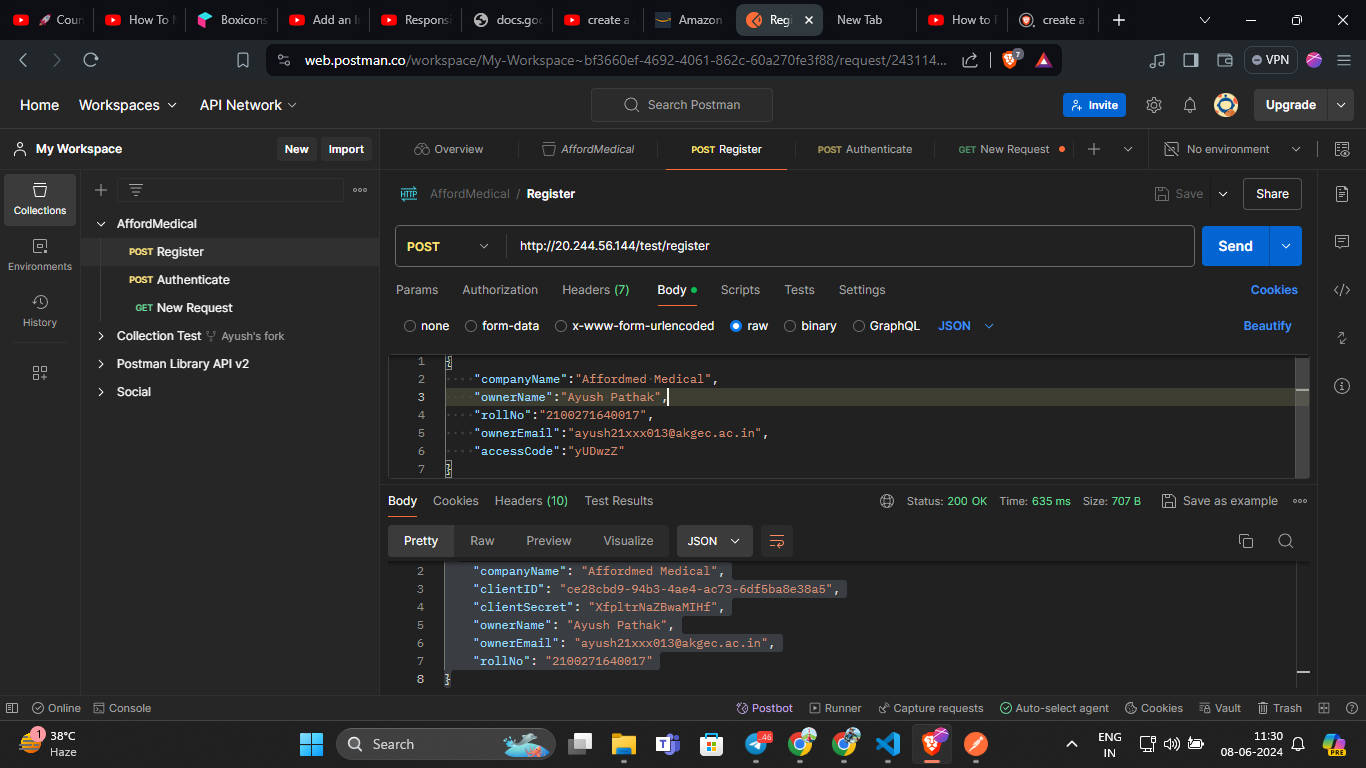 Coun
How To M
Boxicons
Add an I
Responsi
docs.goo
create a
Amazon
Regi
New Tab
How to
create a
web.postman.co/workspace/My-Workspace~bf3660ef-4692-4061-862c-60a270fe3f88/request/243114...
7
VPN
Home
Workspaces
API Network
Search Postman
Invite
Upgrade
My Workspace
New
Import
Overview
AffordMedical
POST Register
POST Authenticate
GET New Request
No environment
Collections
Environments
History
AffordMedical
POST Register
POST Authenticate
GET New Request
Collection Test
Ayush's fork
Postman Library API v2
Social
HTTP
AffordMedical / Register
Save
Share
POST
http://20.244.56.144/test/register
Send
Params
Authorization
Headers (7)
Body
Scripts
Tests
Settings
Cookies
none
form-data
x-www-form-urlencoded
raw
binary
GraphQL
JSON
Beautify
1 {
2 "companyName":"Affordmed Medical",
3 "ownerName":"Ayush Pathak",
4 "rollNo":"2100271640017",
5 "ownerEmail":"ayush21xxx013@akgec.ac.in",
6 "accessCode":"yUDwzZ"
7 }
Body
Cookies
Headers (10)
Test Results
Status: 200 OK
Time: 635 ms
Size: 707 B
Save as example
Pretty
Raw
Preview
Visualize
JSON
2 "companyName": "Affordmed Medical",
3 "clientID": "ce28cbd9-94b3-4ae4-ac73-6df5ba8e38a5",
4 "clientSecret": "XfpltrNaZBwaMIHf",
5 "ownerName": "Ayush Pathak",
6 "ownerEmail": "ayush21xxx013@akgec.ac.in",
7 "rollNo": "2100271640017"
8 }
Online
Console
Postbot
Runner
Capture requests
Auto-select agent
Cookies
Vault
Trash
1
38°C
Haze
Search
46
ENG
IN
11:30
08-06-2024
PRE